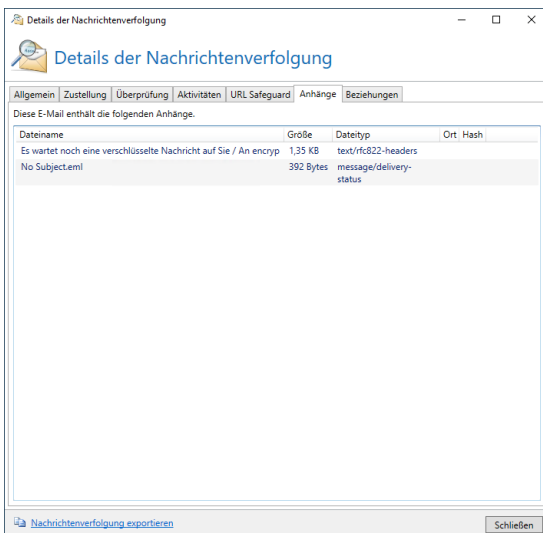 Details der Nachrichtenverfolgung
Details der Nachrichtenverfolgung
Allgemein Zustellung Überprüfung Aktivitäten URL Safeguard Anhänge Beziehungen
Diese E-Mail enthält die folgenden Anhänge.
Dateiname Größe Dateityp Ort Hash
Es wartet noch eine verschlüsselte Nachricht auf Sie / An encryp 1,35 KB text/rfc822-headers
No Subject.eml 392 Bytes message/delivery-
status
Nachrichtenverfolgung exportieren Schließen